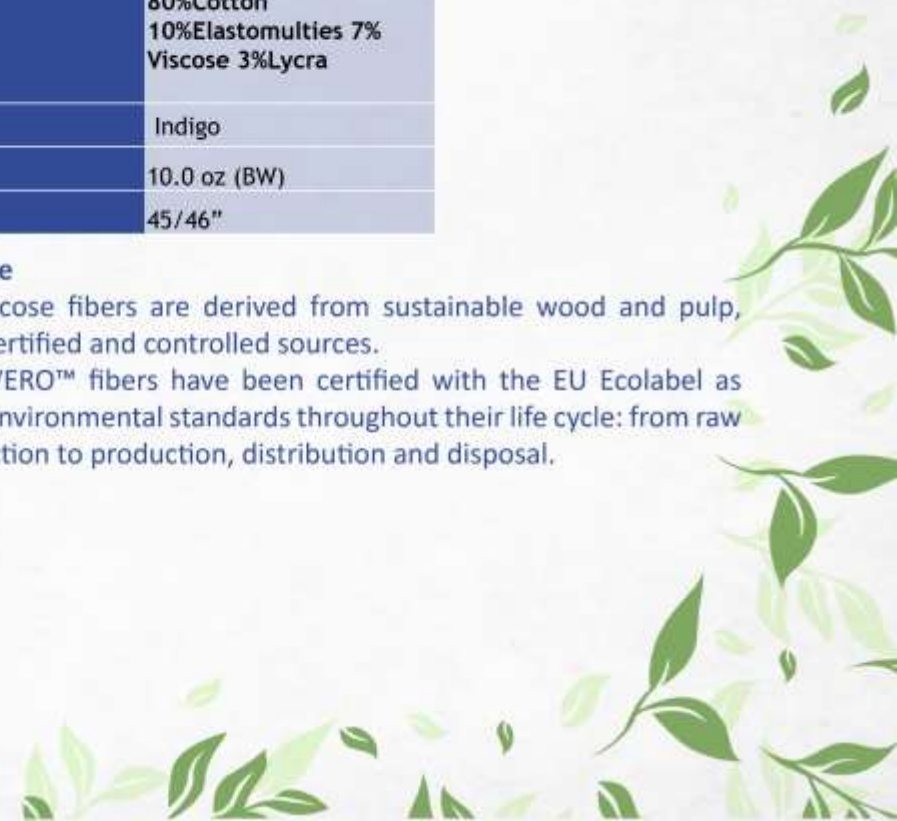 80%Cotton
10%Elastomulties 7%
Viscose 3%Lycra
Indigo
10.0 oz (BW)
45/46”
e
cose fibers are derived from sustainable wood and pulp,
ertified and controlled sources.
VERO™ fibers have been certified with the EU Ecolabel as
nvironmental standards throughout their life cycle: from raw
tion to production, distribution and disposal.